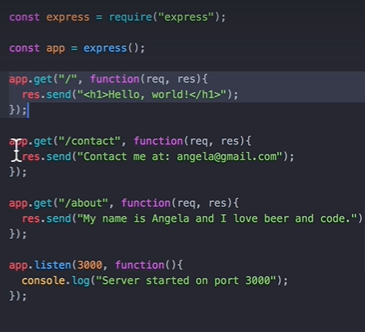 const express = require("express");
const app = express();
app.get("/", function(req, res){
res.send("<h1>Hello, world!</h1>");
});
app.get("/contact", function(req, res){
res.send("Contact me at: angela@gmail.com");
});
app.get("/about", function(req, res){
res.send("My name is Angela and I love beer and code.")
});
app.listen(3000, function(){
console.log("Server started on port 3000");
});